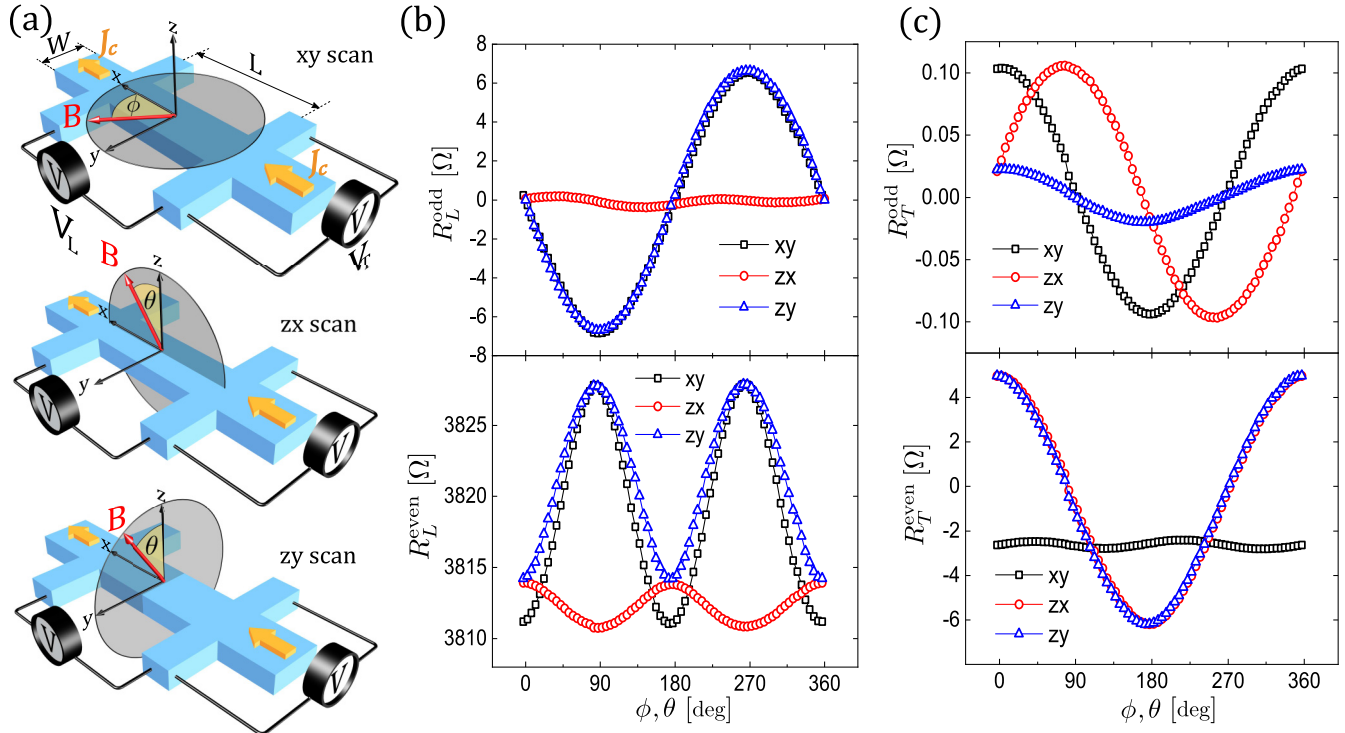 (a)
W
J_c
z
x
L
xy scan
B
ϕ
y
J_c
V
V
V_L
B
z
θ
x
zx scan
y
V
V
B
z
θ
x
zy scan
y
V
V
(b)
8
6
4
2
0
-2
-4
-6
-8
R_L^odd [Ω]
xy
zx
zy
3825
3820
3815
3810
R_L^even [Ω]
xy
zx
zy
0 90 180 270 360
ϕ, θ [deg]
(c)
0.10
0.05
0.00
-0.05
-0.10
R_T^odd [Ω]
xy
zx
zy
4
2
0
-2
-4
-6
R_T^even [Ω]
xy
zx
zy
0 90 180 270 360
ϕ, θ [deg]